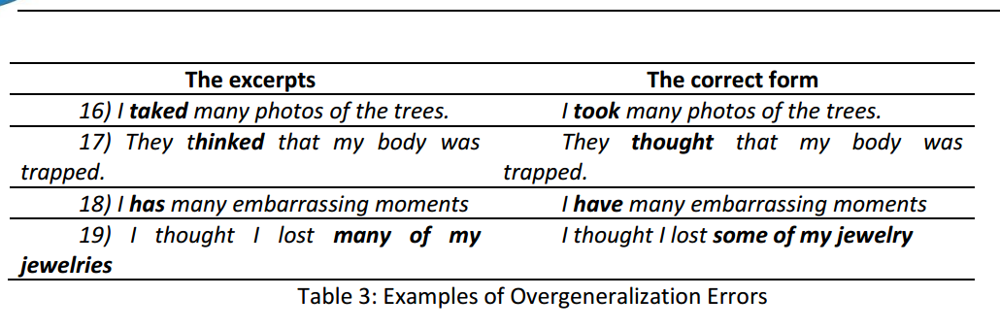 The excerpts The correct form
16) I taked many photos of the trees. I took many photos of the trees.
17) They thinked that my body was They thought that my body was
trapped. trapped.
18) I has many embarrassing moments I have many embarrassing moments
19) I thought I lost many of my I thought I lost some of my jewelry
jewelries
Table 3: Examples of Overgeneralization Errors